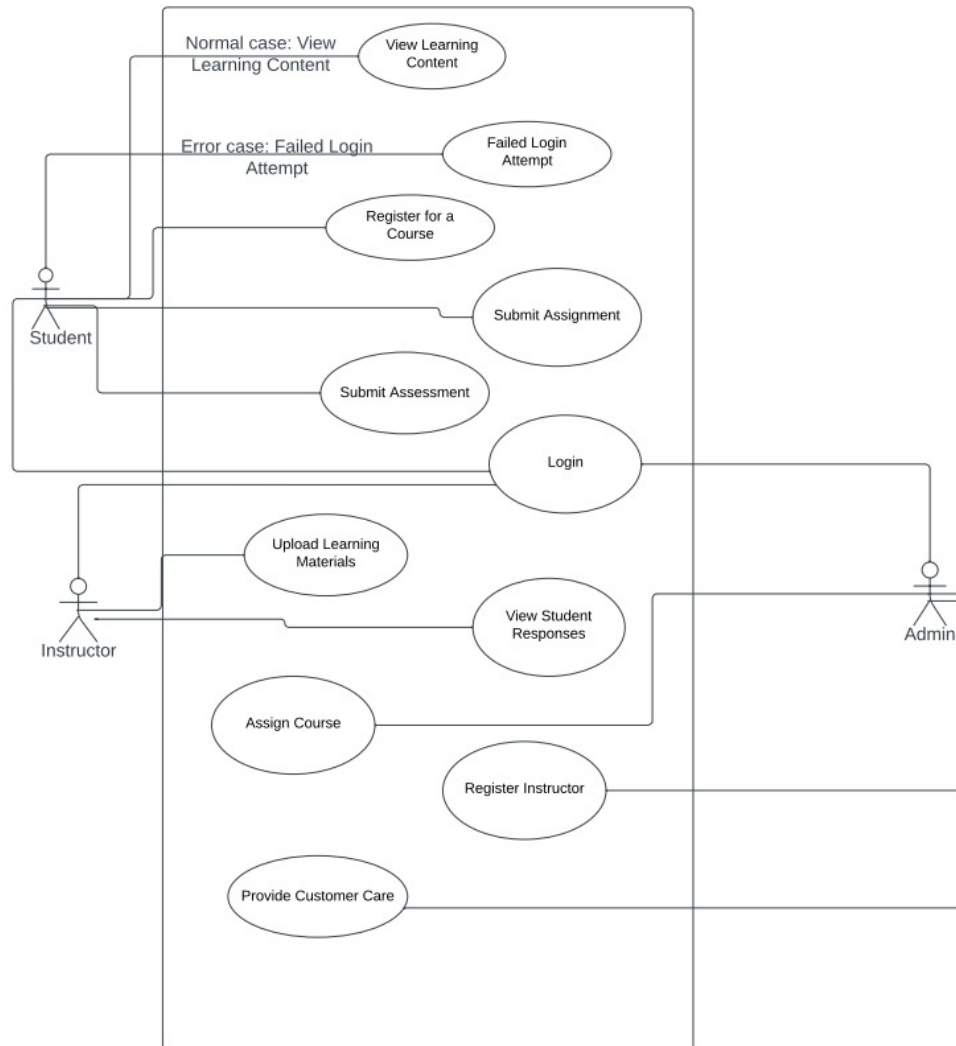 Normal case: View
Learning Content
View Learning
Content
Error case: Failed Login
Attempt
Failed Login
Attempt
Register for a
Course
Submit Assignment
Student
Submit Assessment
Login
Upload Learning
Materials
View Student
Responses
Instructor
Admin
Assign Course
Register Instructor
Provide Customer Care